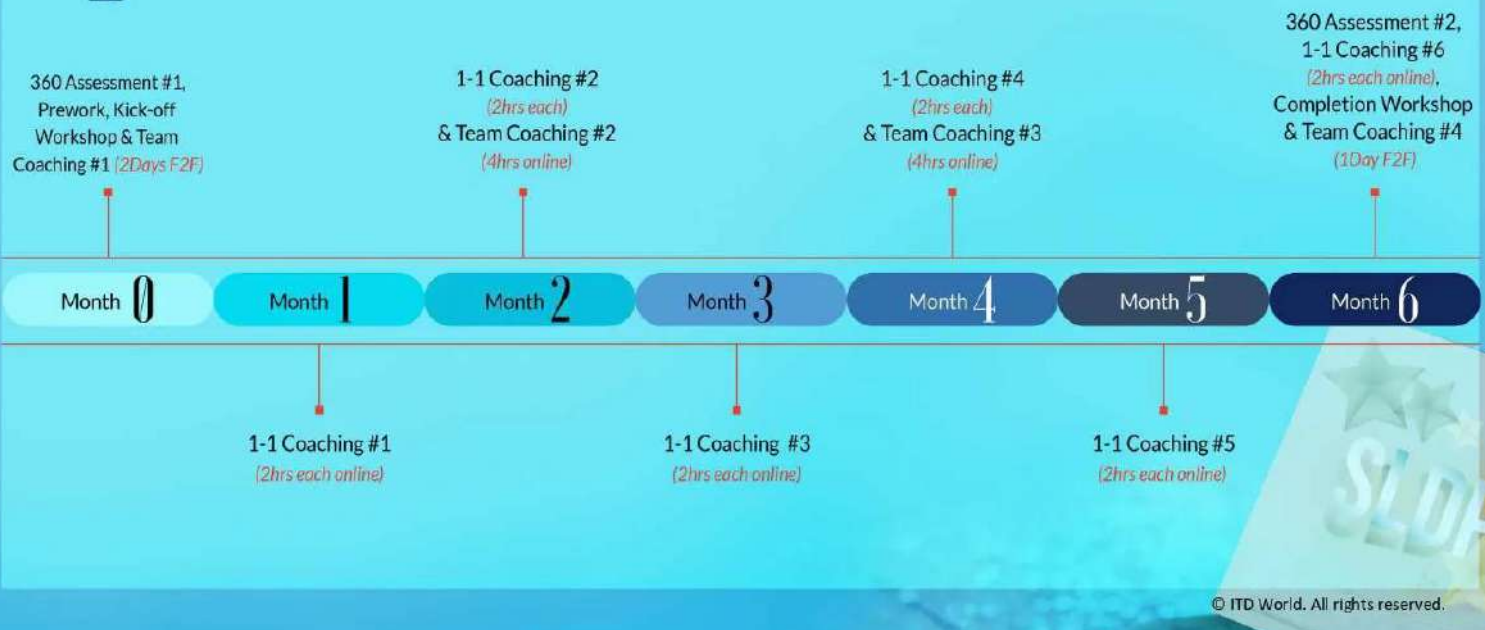 360 Assessment #1,
Prework, Kick-off
Workshop & Team
Coaching #1 (2Days F2F)
1-1 Coaching #2
(2hrs each)
& Team Coaching #2
(4hrs online)
1-1 Coaching #4
(2hrs each)
& Team Coaching #3
(4hrs online)
360 Assessment #2,
1-1 Coaching #6
(2hrs each online),
Completion Workshop
& Team Coaching #4
(1Day F2F)
Month 0
Month 1
Month 2
Month 3
Month 4
Month 5
Month 6
1-1 Coaching #1
(2hrs each online)
1-1 Coaching #3
(2hrs each online)
1-1 Coaching #5
(2hrs each online)
© ITD World. All rights reserved.